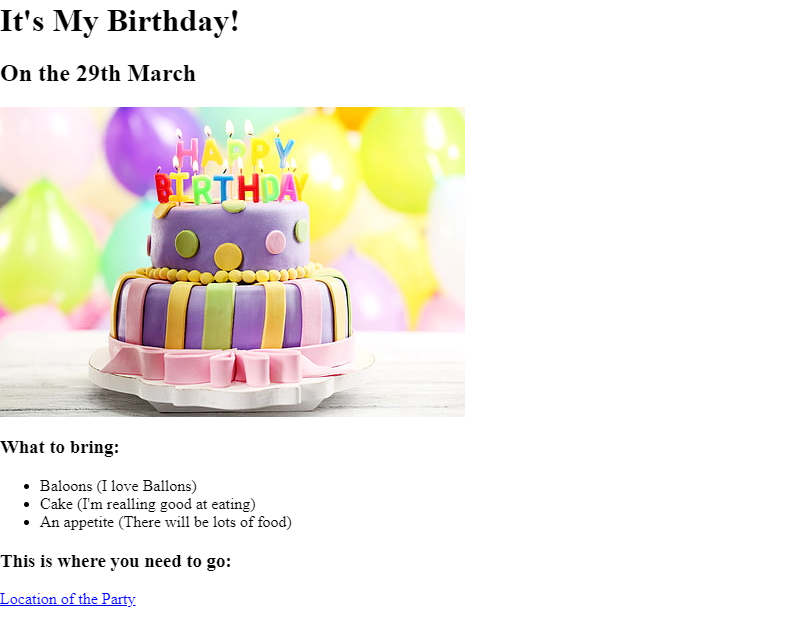 It's My Birthday!
On the 29th March
HAPPY
BIRTHDAY
What to bring:
Baloons (I love Ballons)
Cake (I'm realling good at eating)
An appetite (There will be lots of food)
This is where you need to go:
Location of the Party